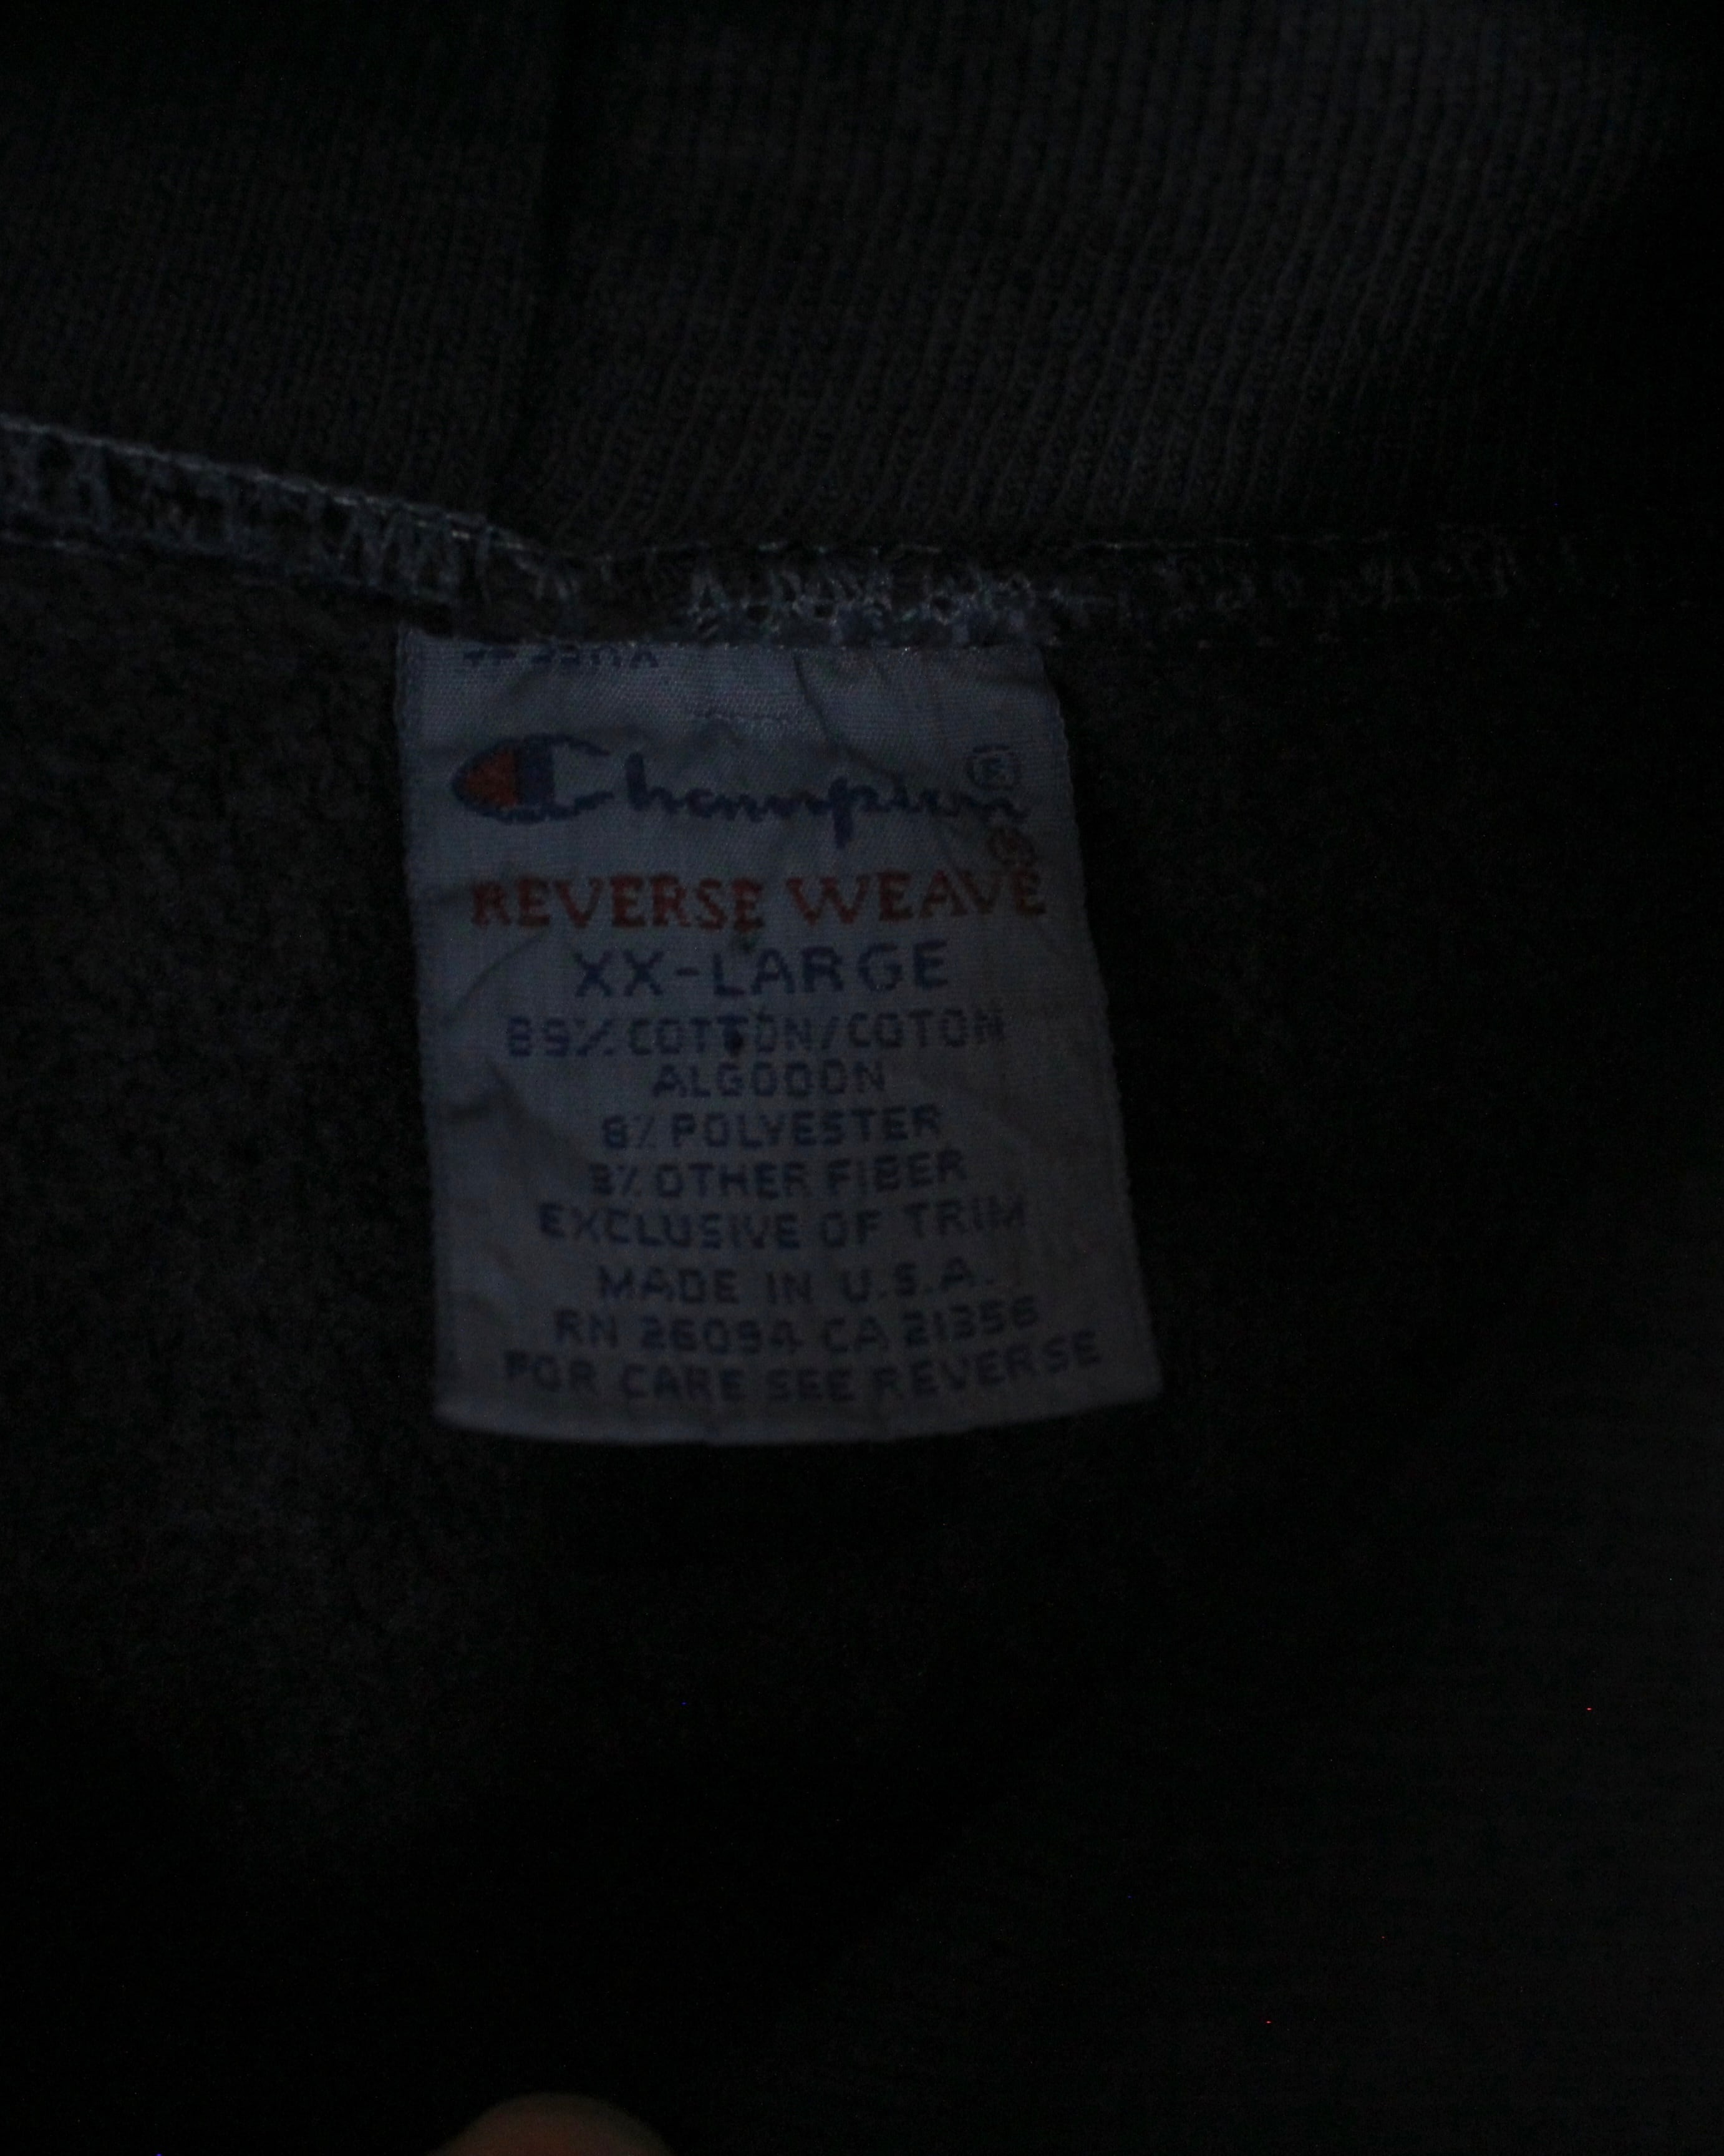 Champion®
®
REVERSE WEAVE
XX-LARGE
89% COTTON/COTON
ALGODON
8% POLYESTER
3% OTHER FIBER
EXCLUSIVE OF TRIM
MADE IN U.S.A.
RN 26094 CA 21356
FOR CARE SEE REVERSE